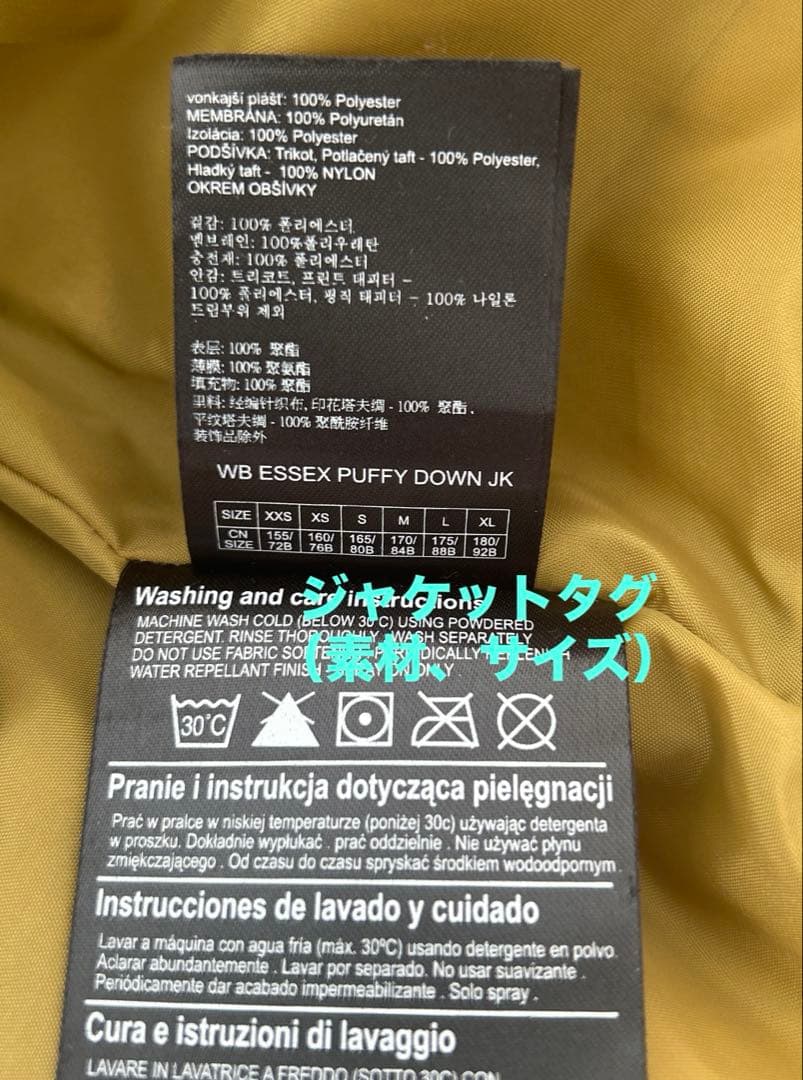 vonkajší plášť: 100% Polyester
MEMBRÁNA: 100% Polyuretán
Izolácia: 100% Polyester
PODŠÍVKA: Trikot, Potlačený taft - 100% Polyester,
Hladký taft - 100% NYLON
OKREM OBŠÍVKY
겉감: 100% 폴리에스터
멤브레인: 100%폴리우레탄
충전재: 100% 폴리에스터
안감: 트리코트, 프린트 태피터 -
100% 폴리에스터, 평직 태피터 - 100% 나일론
트림부위 제외
表层: 100% 聚酯
薄膜: 100% 聚氨酯
填充物: 100% 聚酯
里料: 经编针织布, 印花塔夫绸 - 100% 聚酯,
平纹塔夫绸 - 100% 聚酰胺纤维
装饰品除外
WB ESSEX PUFFY DOWN JK
SIZE XXS XS S M L XL
CN SIZE 155/72B 160/76B 165/80B 170/84B 175/88B 180/92B
ジャケットタグ
（素材、サイズ）
Washing and care instructions
MACHINE WASH COLD (BELOW 30°C) USING POWDERED
DETERGENT. RINSE THOROUGHLY. WASH SEPARATELY
DO NOT USE FABRIC SOFTENER. PERIODICALLY REPLENISH
WATER REPELLANT FINISH. SPRAY ON ONLY.
30°C
Pranie i instrukcja dotycząca pielęgnacji
Prać w pralce w niskiej temperaturze (poniżej 30c) używając detergenta
w proszku. Dokładnie wypłukać . prać oddzielnie . Nie używać płynu
zmiękczającego . Od czasu do czasu spryskać środkiem wodoodpornym .
Instrucciones de lavado y cuidado
Lavar a máquina con agua fría (máx. 30ºC) usando detergente en polvo.
Aclarar abundantemente . Lavar por separado. No usar suavizante .
Periódicamente dar acabado impermeabilizante . Solo spray .
Cura e istruzioni di lavaggio
LAVARE IN LAVATRICE A FREDDO (SOTTO 30C) CON